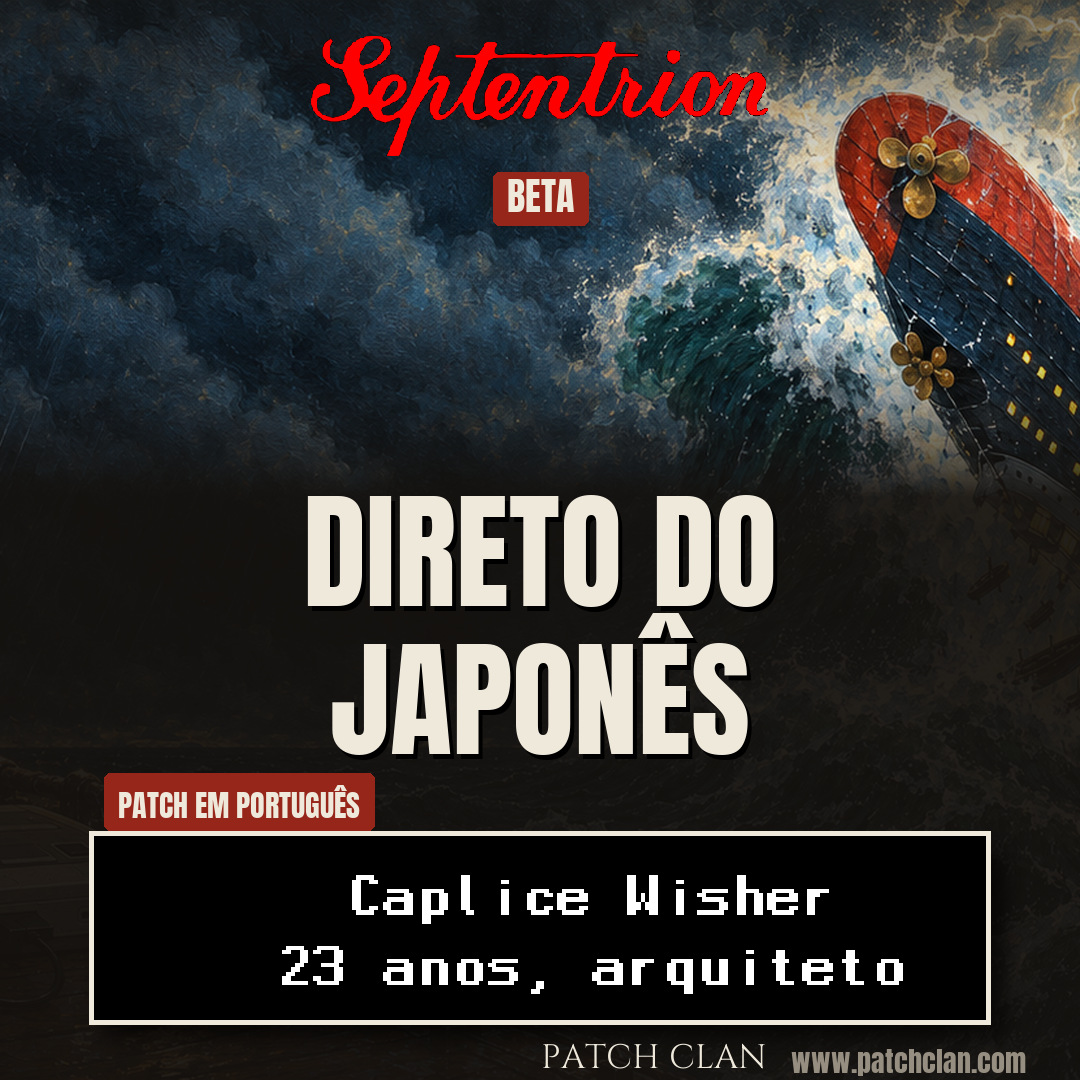 Septentrion
BETA
DIRETO DO
JAPONÊS
PATCH EM PORTUGUÊS
Caplice Wisher
23 anos, arquiteto
PATCH CLAN www.patchclan.com